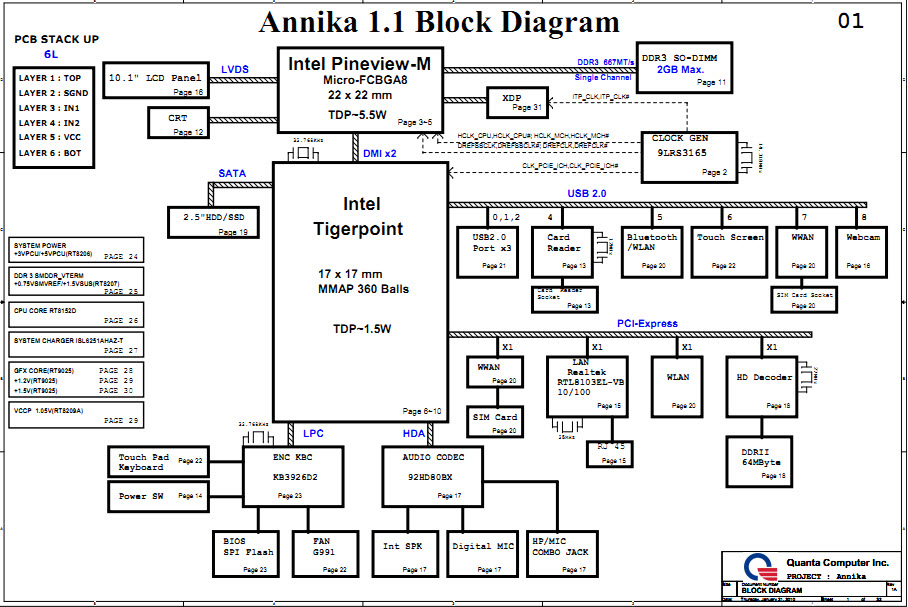 Annika 1.1 Block Diagram
01
PCB STACK UP
6L
LAYER 1 : TOP
LAYER 2 : SGND
LAYER 3 : IN1
LAYER 4 : IN2
LAYER 5 : VCC
LAYER 6 : BOT
10.1" LCD Panel
Page 16
LVDS
CRT
Page 12
Intel Pineview-M
Micro-FCBGA8
22 x 22 mm
TDP~5.5W
Page 3~5
DDR3 667MT/s
Single Channel
DDR3 SO-DIMM
2GB Max.
Page 11
XDP
Page 31
ITP_CLK,ITP_CLK#
HCLK_CPU,HCLK_CPU#; HCLK_MCH,HCLK_MCH#
DREFSSCLK,DREFSSCLK#; DREFCLK,DREFCLK#
CLK_PCIE_ICH,CLK_PCIE_ICH#
CLOCK GEN
9LRS3165
Page 2
32.768KHz
DMI x2
SATA
2.5"HDD/SSD
Page 19
Intel
Tigerpoint
17 x 17 mm
MMAP 360 Balls
TDP~1.5W
Page 6~10
USB 2.0
0,1,2
4
5
6
7
8
USB2.0
Port x3
Page 21
Card
Reader
Page 13
Bluetooth
/WLAN
Page 20
Touch Screen
Page 22
WWAN
Page 20
Webcam
Page 16
Card Reader
Socket
Page 13
SIM Card Socket
Page 20
SYSTEM POWER
+3VPCU/+5VPCU(RT8206)
PAGE 24
DDR 3 SMDDR_VTERM
+0.75VSMVREF/+1.5VSUS(RT8207)
PAGE 25
CPU CORE RT8152D
PAGE 26
SYSTEM CHARGER ISL6251AHAZ-T
PAGE 27
GFX CORE(RT9025)
PAGE 28
+1.2V(RT9025)
PAGE 29
+1.5V(RT9025)
PAGE 30
VCCP 1.05V(RT8209A)
PAGE 29
PCI-Express
X1
X1
X1
X1
WWAN
Page 20
SIM Card
Page 20
LAN
Realtek
RTL8103EL-VB
10/100
Page 15
25MHz
RJ 45
Page 15
WLAN
Page 20
HD Decoder
Page 18
DDRII
64MByte
Page 18
32.768KHz
LPC
HDA
Touch Pad
Keyboard
Page 22
Power SW
Page 14
ENC KBC
KB3926D2
Page 23
AUDIO CODEC
92HD80BX
Page 17
BIOS
SPI Flash
Page 23
FAN
G991
Page 22
Int SPK
Page 17
Digital MIC
Page 17
HP/MIC
COMBO JACK
Page 17
Quanta Computer Inc.
PROJECT : Annika
Size
Document Number
Rev
BLOCK DIAGRAM
1A